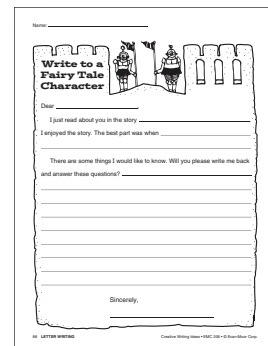 Name:
Write to a
Fairy Tale
Character
Dear ,
I just read about you in the story
I enjoyed the story. The best part was when
There are some things I would like to know. Will you please write me back
and answer these questions?
Sincerely,
86 LETTER WRITING Creative Writing Ideas • EMC 206 • © Evan-Moor Corp.